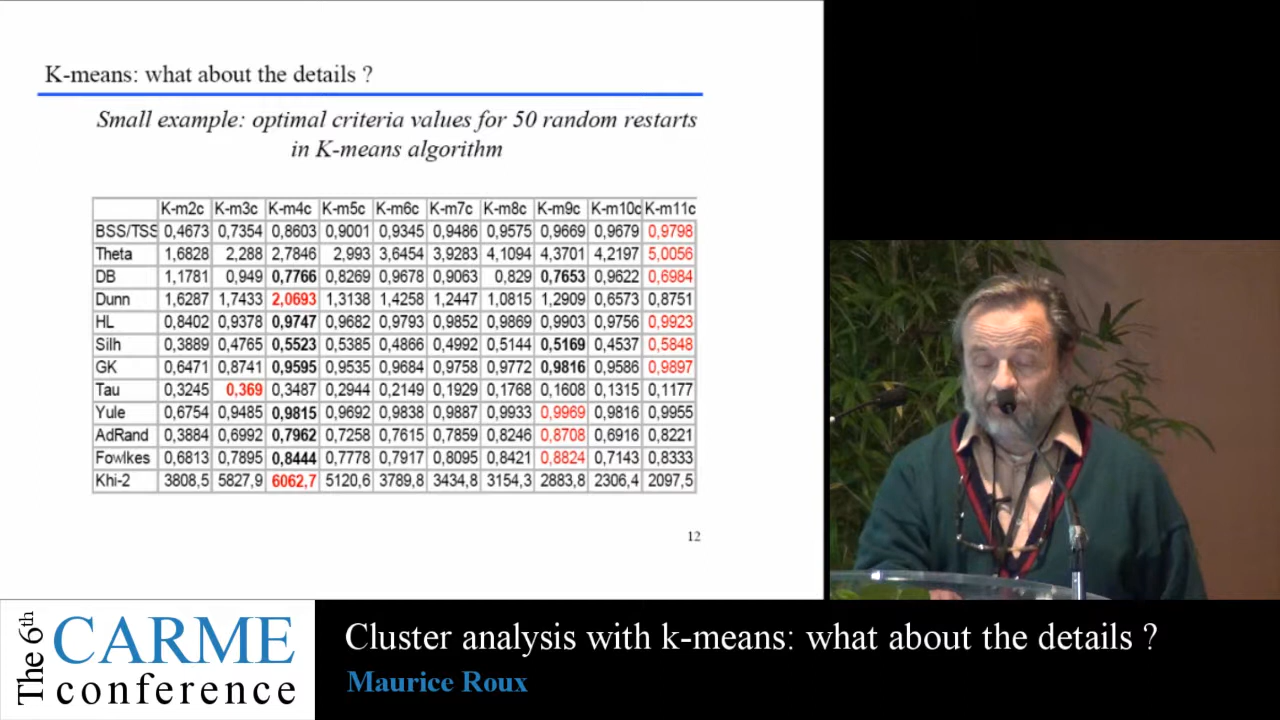 K-means: what about the details ?
Small example: optimal criteria values for 50 random restarts
in K-means algorithm
K-m2c K-m3c K-m4c K-m5c K-m6c K-m7c K-m8c K-m9c K-m10c K-m11c
BSS/TSS 0,4673 0,7354 0,8603 0,9001 0,9345 0,9486 0,9575 0,9669 0,9679 0,9798
Theta 1,6828 2,288 2,7846 2,993 3,6454 3,9283 4,1094 4,3701 4,2197 5,0056
DB 1,1781 0,949 0,7766 0,8269 0,9678 0,9063 0,829 0,7653 0,9622 0,6984
Dunn 1,6287 1,7433 2,0693 1,3138 1,4258 1,2447 1,0815 1,2909 0,6573 0,8751
HL 0,8402 0,9378 0,9747 0,9682 0,9793 0,9852 0,9869 0,9903 0,9756 0,9923
Silh 0,3889 0,4765 0,5523 0,5385 0,4866 0,4992 0,5144 0,5169 0,4537 0,5848
GK 0,6471 0,8741 0,9595 0,9535 0,9684 0,9758 0,9772 0,9816 0,9586 0,9897
Tau 0,3245 0,369 0,3487 0,2944 0,2149 0,1929 0,1768 0,1608 0,1315 0,1177
Yule 0,6754 0,9485 0,9815 0,9692 0,9838 0,9887 0,9933 0,9969 0,9816 0,9955
AdRand 0,3884 0,6992 0,7962 0,7258 0,7615 0,7859 0,8246 0,8708 0,6916 0,8221
Fowlkes 0,6813 0,7895 0,8444 0,7778 0,7917 0,8095 0,8421 0,8824 0,7143 0,8333
Khi-2 3808,5 5827,9 6062,7 5120,6 3789,8 3434,8 3154,3 2883,8 2306,4 2097,5
12
The 6th
CARME
conference
Cluster analysis with k-means: what about the details ?
Maurice Roux